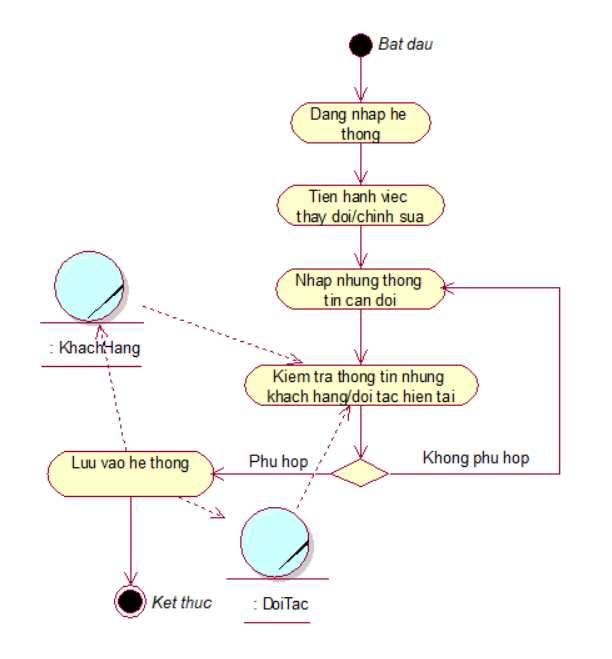 Bat dau
Dang nhap he
thong
Tien hanh viec
thay doi/chinh sua
Nhap nhung thong
tin can doi
: KhachHang
Kiem tra thong tin nhung
khach hang/doi tac hien tai
Luu vao he thong
Phu hop
Khong phu hop
Ket thuc
: DoiTac